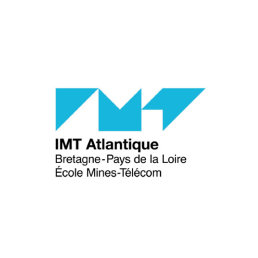 IMT Atlantique
Bretagne-Pays de la Loire
École Mines-Télécom